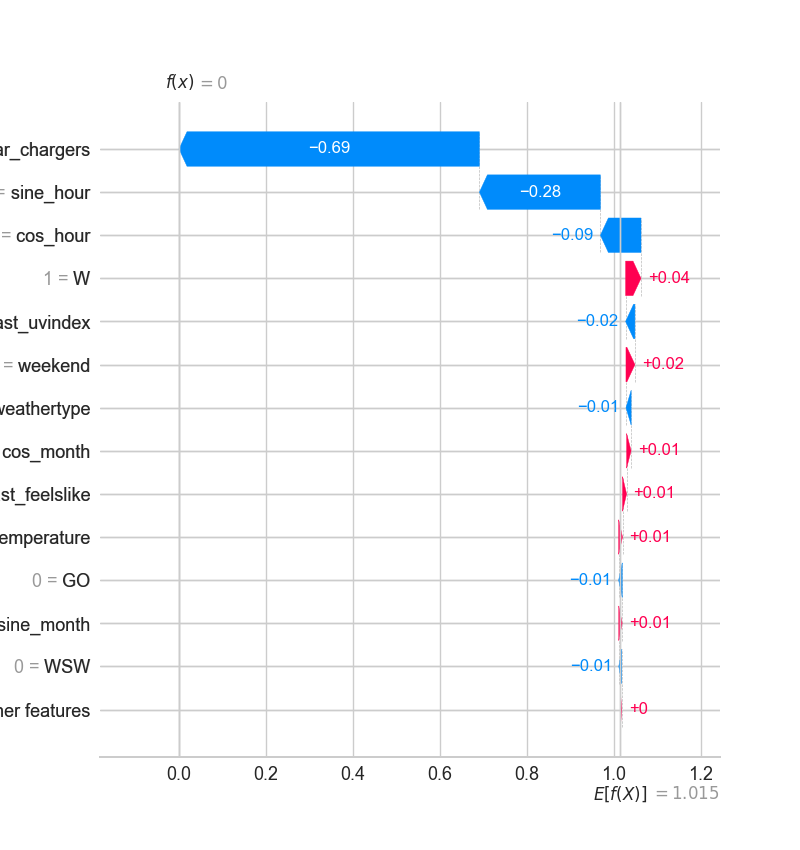 f(x) = 0
ar_chargers −0.69
= sine_hour −0.28
= cos_hour −0.09
1 = W +0.04
ast_uvindex −0.02
= weekend +0.02
weathertype −0.01
cos_month +0.01
st_feelslike +0.01
emperature +0.01
0 = GO −0.01
sine_month +0.01
0 = WSW −0.01
ner features +0
0.0 0.2 0.4 0.6 0.8 1.0 1.2
E[f(X)] = 1.015